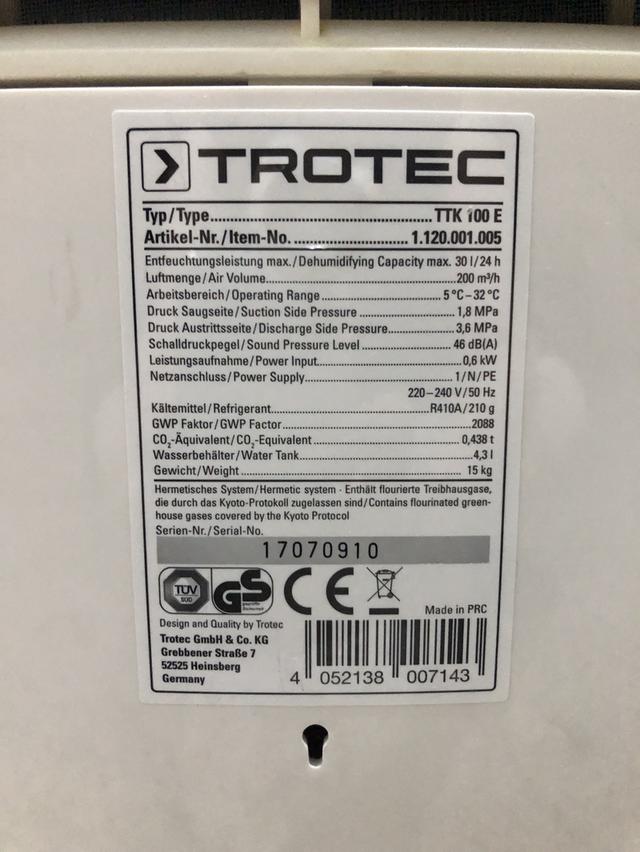 TROTEC
Typ/Type.....TTK 100 E
Artikel-Nr./Item-No. .....1.120.001.005
Entfeuchtungsleistung max./Dehumidifying Capacity max. 30 l/24 h
Luftmenge/Air Volume.....200 m³/h
Arbeitsbereich/Operating Range.....5 °C – 32 °C
Druck Saugseite/Suction Side Pressure.....1,8 MPa
Druck Austrittsseite/Discharge Side Pressure.....3,6 MPa
Schalldruckpegel/Sound Pressure Level.....46 dB(A)
Leistungsaufnahme/Power Input.....0,6 kW
Netzanschluss/Power Supply.....1/N/PE
220–240 V/50 Hz
Kältemittel/Refrigerant.....R410A/210 g
GWP Faktor/GWP Factor.....2088
CO₂-Äquivalent/CO₂-Equivalent.....0,438 t
Wasserbehälter/Water Tank.....4,3 l
Gewicht/Weight.....15 kg
Hermetisches System/Hermetic system · Enthält flourierte Treibhausgase,
die durch das Kyoto-Protokoll zugelassen sind/Contains flourinated green-
house gases covered by the Kyoto Protocol
Serien-Nr./Serial-No.
17070910
TÜV
SÜD
GS
geprüfte
Sicherheit
CE
Made in PRC
Design and Quality by Trotec
Trotec GmbH & Co. KG
Grebbener Straße 7
52525 Heinsberg
Germany
4 052138 007143